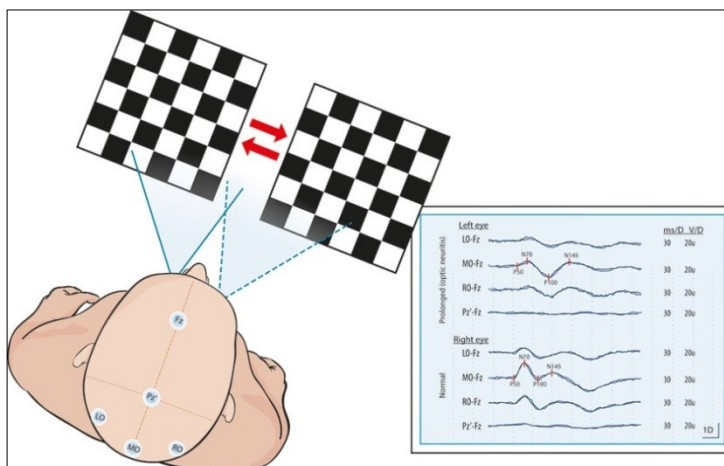 Fz
Pz'
LO
MO
RO
Left eye
ms/D V/D
Prolonged (optic neuritis)
LO-Fz 30 20u
N70 N145
MO-Fz 30 20u
P50 P100
RO-Fz 30 20u
Pz'-Fz 30 20u
Right eye
Normal
LO-Fz 30 20u
N70 N145
MO-Fz 30 20u
P50 P100
RO-Fz 30 20u
Pz'-Fz 30 20u
1D